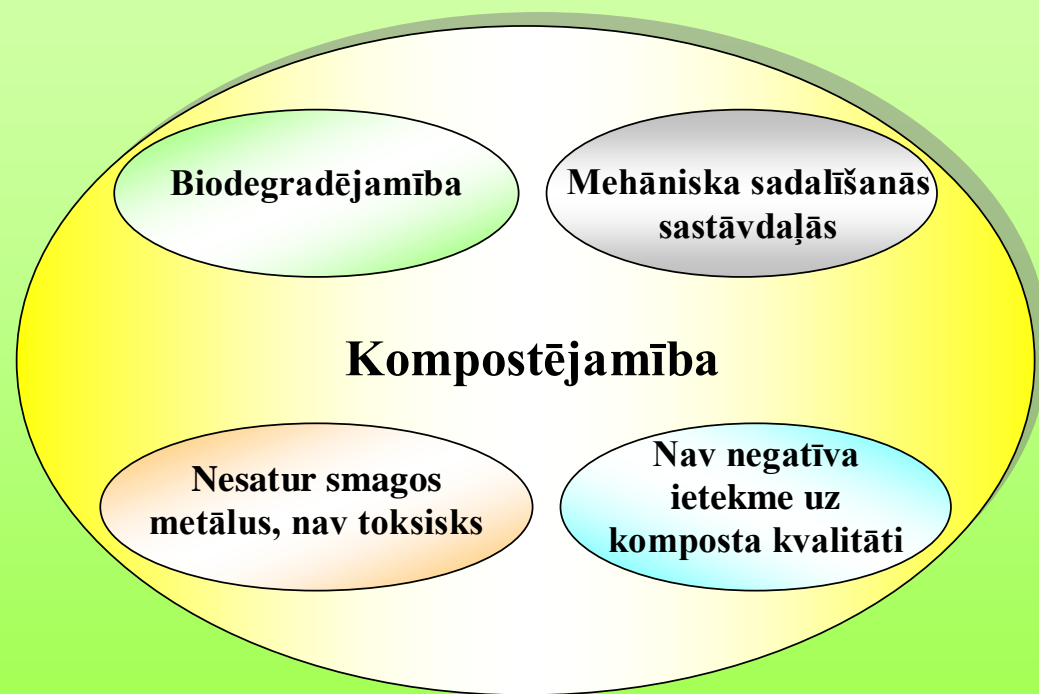 Biodegradējamība
Mehāniska sadalīšanās
sastāvdaļās
Kompostējamība
Nesatur smagos
metālus, nav toksisks
Nav negatīva
ietekme uz
komposta kvalitāti